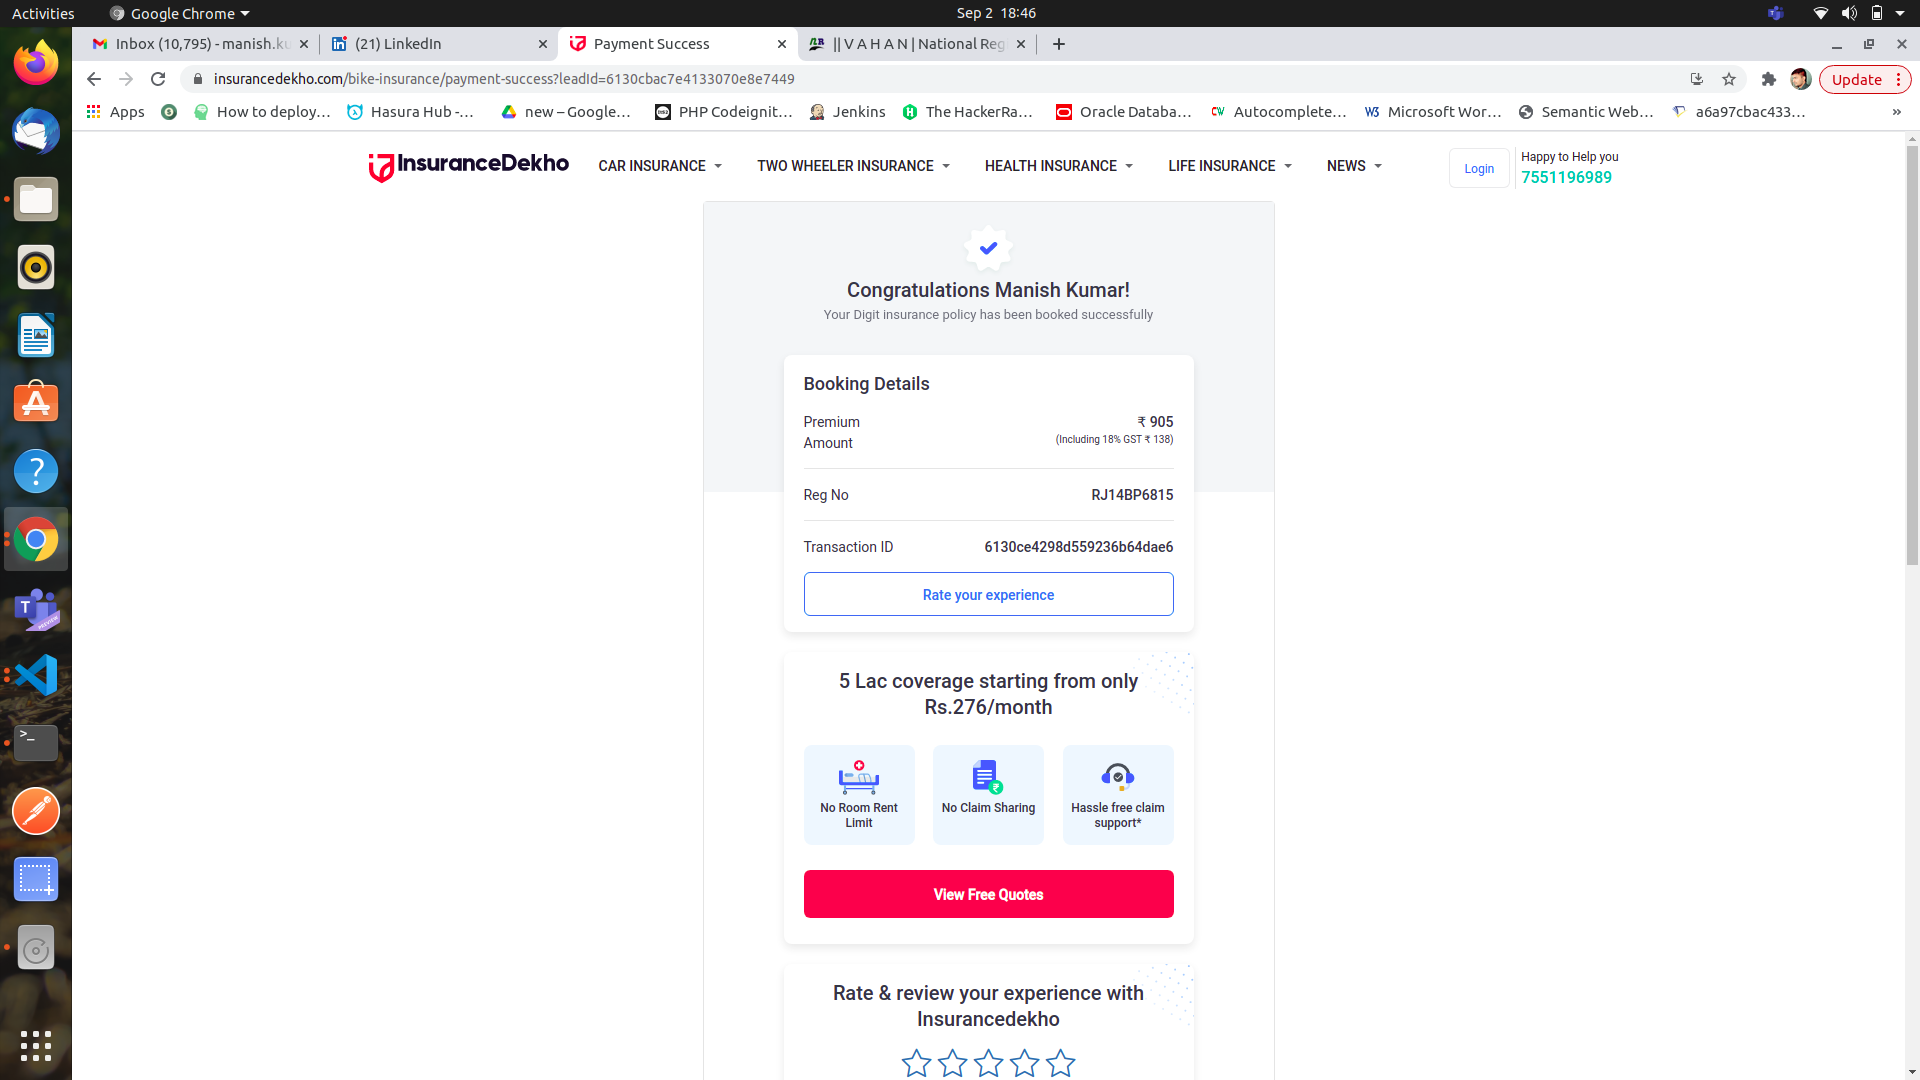 Activities
Google Chrome
Sep 2 18:46
Inbox (10,795) - manish.ku
(21) LinkedIn
Payment Success
|| V A H A N | National Reg
insurancedekho.com/bike-insurance/payment-success?leadId=6130cbac7e4133070e8e7449
Update
Apps
How to deploy...
Hasura Hub -...
new – Google...
PHP Codeignit...
Jenkins
The HackerRa...
Oracle Databa...
Autocomplete...
Microsoft Wor...
Semantic Web...
a6a97cbac433...
»
InsuranceDekho
CAR INSURANCE
TWO WHEELER INSURANCE
HEALTH INSURANCE
LIFE INSURANCE
NEWS
Login
Happy to Help you
7551196989
Congratulations Manish Kumar!
Your Digit insurance policy has been booked successfully
Booking Details
Premium
Amount
₹ 905
(Including 18% GST ₹ 138)
Reg No
RJ14BP6815
Transaction ID
6130ce4298d559236b64dae6
Rate your experience
5 Lac coverage starting from only
Rs.276/month
No Room Rent
Limit
No Claim Sharing
Hassle free claim
support*
View Free Quotes
Rate & review your experience with
Insurancedekho